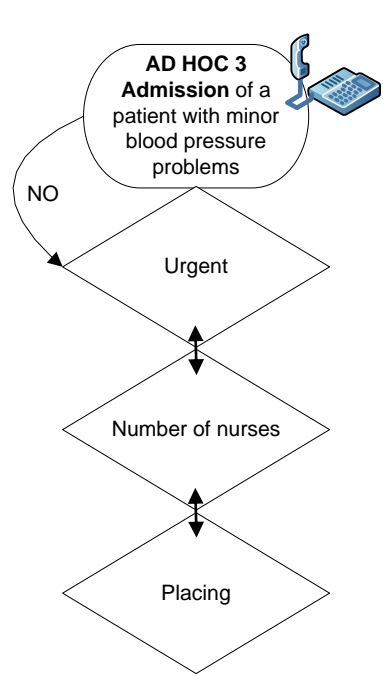 AD HOC 3
Admission of a
patient with minor
blood pressure
problems
NO
Urgent
Number of nurses
Placing